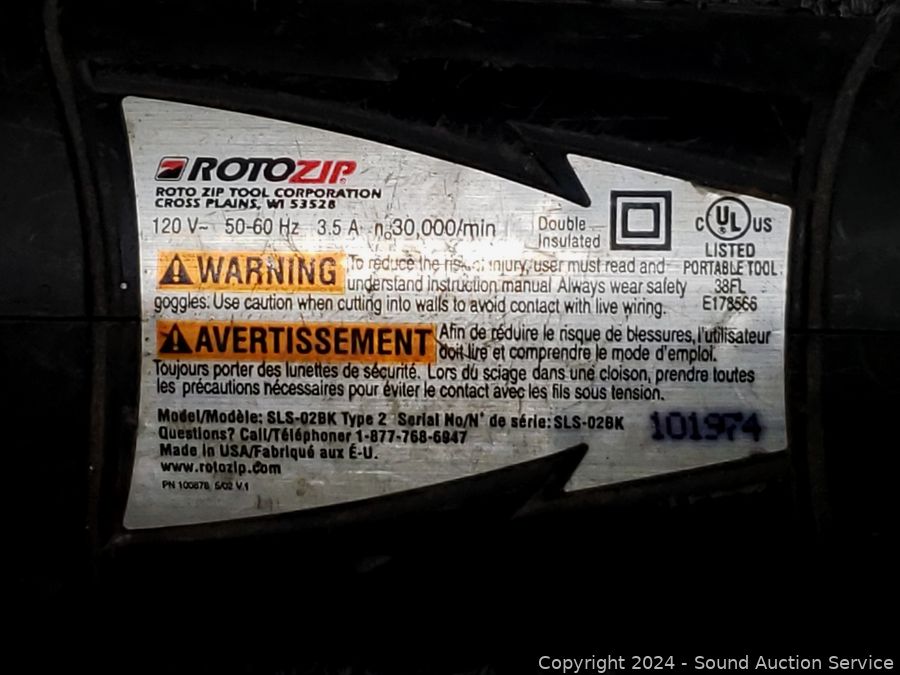 ROTOZIP®
ROTO ZIP TOOL CORPORATION
CROSS PLAINS, WI 53528
120 V~ 50-60 Hz 3.5 A n₀30,000/min
Double Insulated
C UL US
LISTED
PORTABLE TOOL
38FL
E178566
WARNING To reduce the risk of injury, user must read and
understand instruction manual. Always wear safety
goggles. Use caution when cutting into walls to avoid contact with live wiring.
AVERTISSEMENT Afin de réduire le risque de blessures, l'utilisateur
doit lire et comprendre le mode d'emploi.
Toujours porter des lunettes de sécurité. Lors du sciage dans une cloison, prendre toutes
les précautions nécessaires pour éviter le contact avec les fils sous tension.
Model/Modèle: SLS-02BK Type 2 Serial No/N° de série: SLS-02BK 101974
Questions? Call/Téléphoner 1-877-768-6947
Made in USA/Fabriqué aux É-U.
www.rotozip.com
PN 100878 5/02 V.1
Copyright 2024 - Sound Auction Service